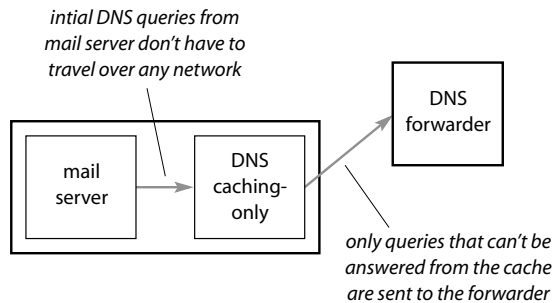 intial DNS queries from
mail server don't have to
travel over any network
DNS
forwarder
mail
server
DNS
caching-
only
only queries that can't be
answered from the cache
are sent to the forwarder